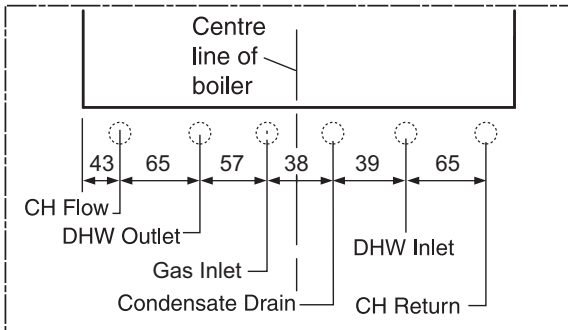 Centre
line of
boiler
43 65 57 38 39 65
CH Flow
DHW Outlet
DHW Inlet
Gas Inlet
Condensate Drain
CH Return